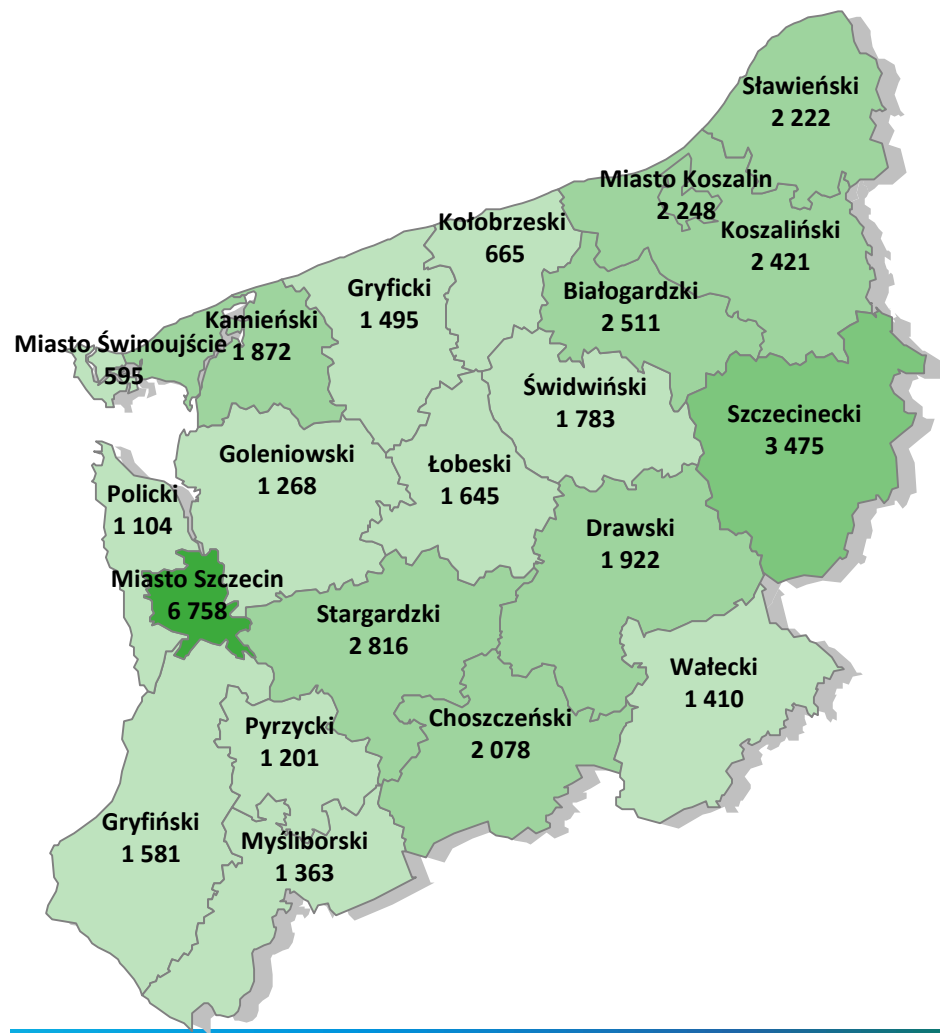 Sławieński
2 222
Miasto Koszalin
2 248
Koszaliński
2 421
Kołobrzeski
665
Białogardzki
2 511
Gryficki
1 495
Kamieński
1 872
Miasto Świnoujście
595
Świdwiński
1 783
Szczecinecki
3 475
Goleniowski
1 268
Łobeski
1 645
Policki
1 104
Drawski
1 922
Miasto Szczecin
6 758
Stargardzki
2 816
Wałecki
1 410
Choszczeński
2 078
Pyrzycki
1 201
Gryfiński
1 581
Myśliborski
1 363